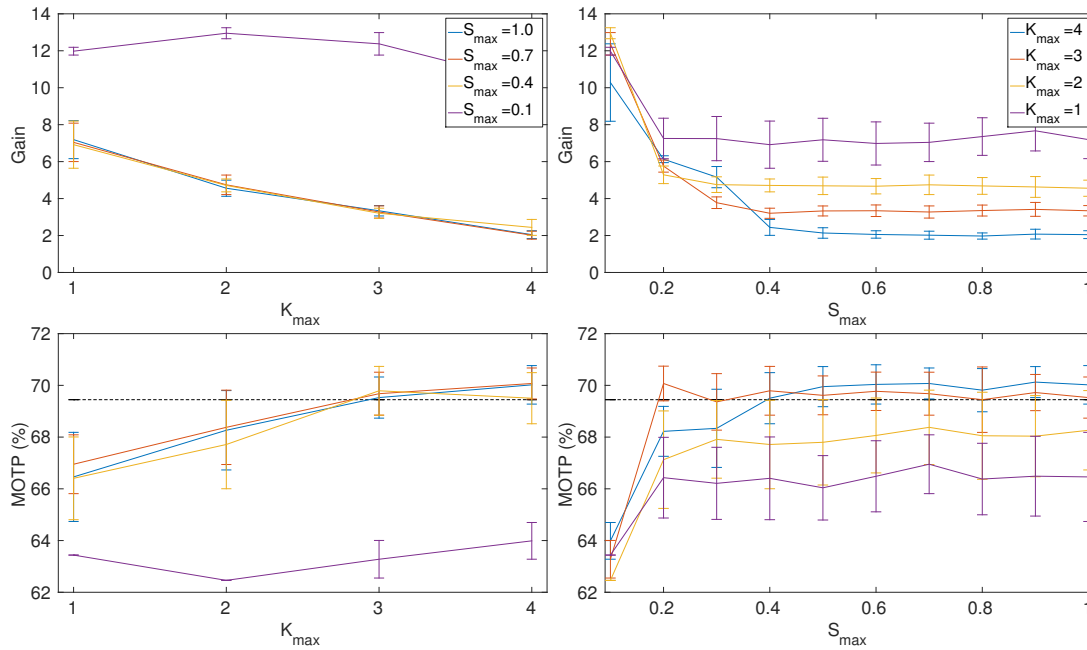 14
12
10
8
6
4
2
0
Gain
1
2
3
4
K_max
S_max=1.0
S_max=0.7
S_max=0.4
S_max=0.1
14
12
10
8
6
4
2
0
Gain
0.2
0.4
0.6
0.8
1
S_max
K_max=4
K_max=3
K_max=2
K_max=1
72
70
68
66
64
62
MOTP (%)
1
2
3
4
K_max
72
70
68
66
64
62
MOTP (%)
0.2
0.4
0.6
0.8
1
S_max